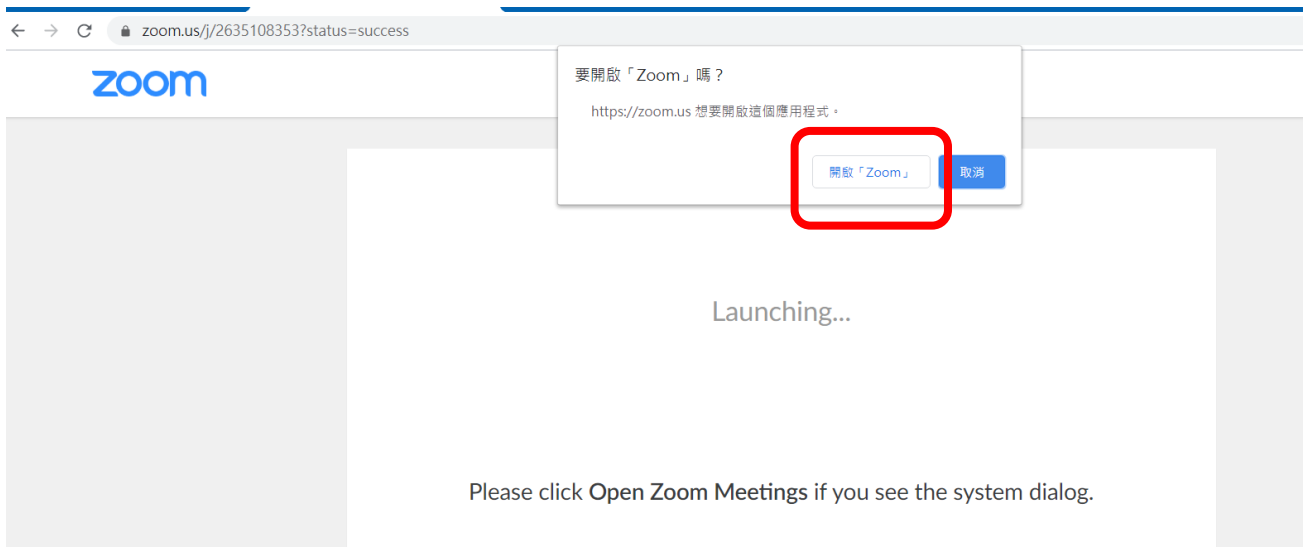 zoom.us/j/2635108353?status=success
zoom
要開啟「Zoom」嗎？
https://zoom.us 想要開啟這個應用程式。
開啟「Zoom」
取消
Launching...
Please click Open Zoom Meetings if you see the system dialog.